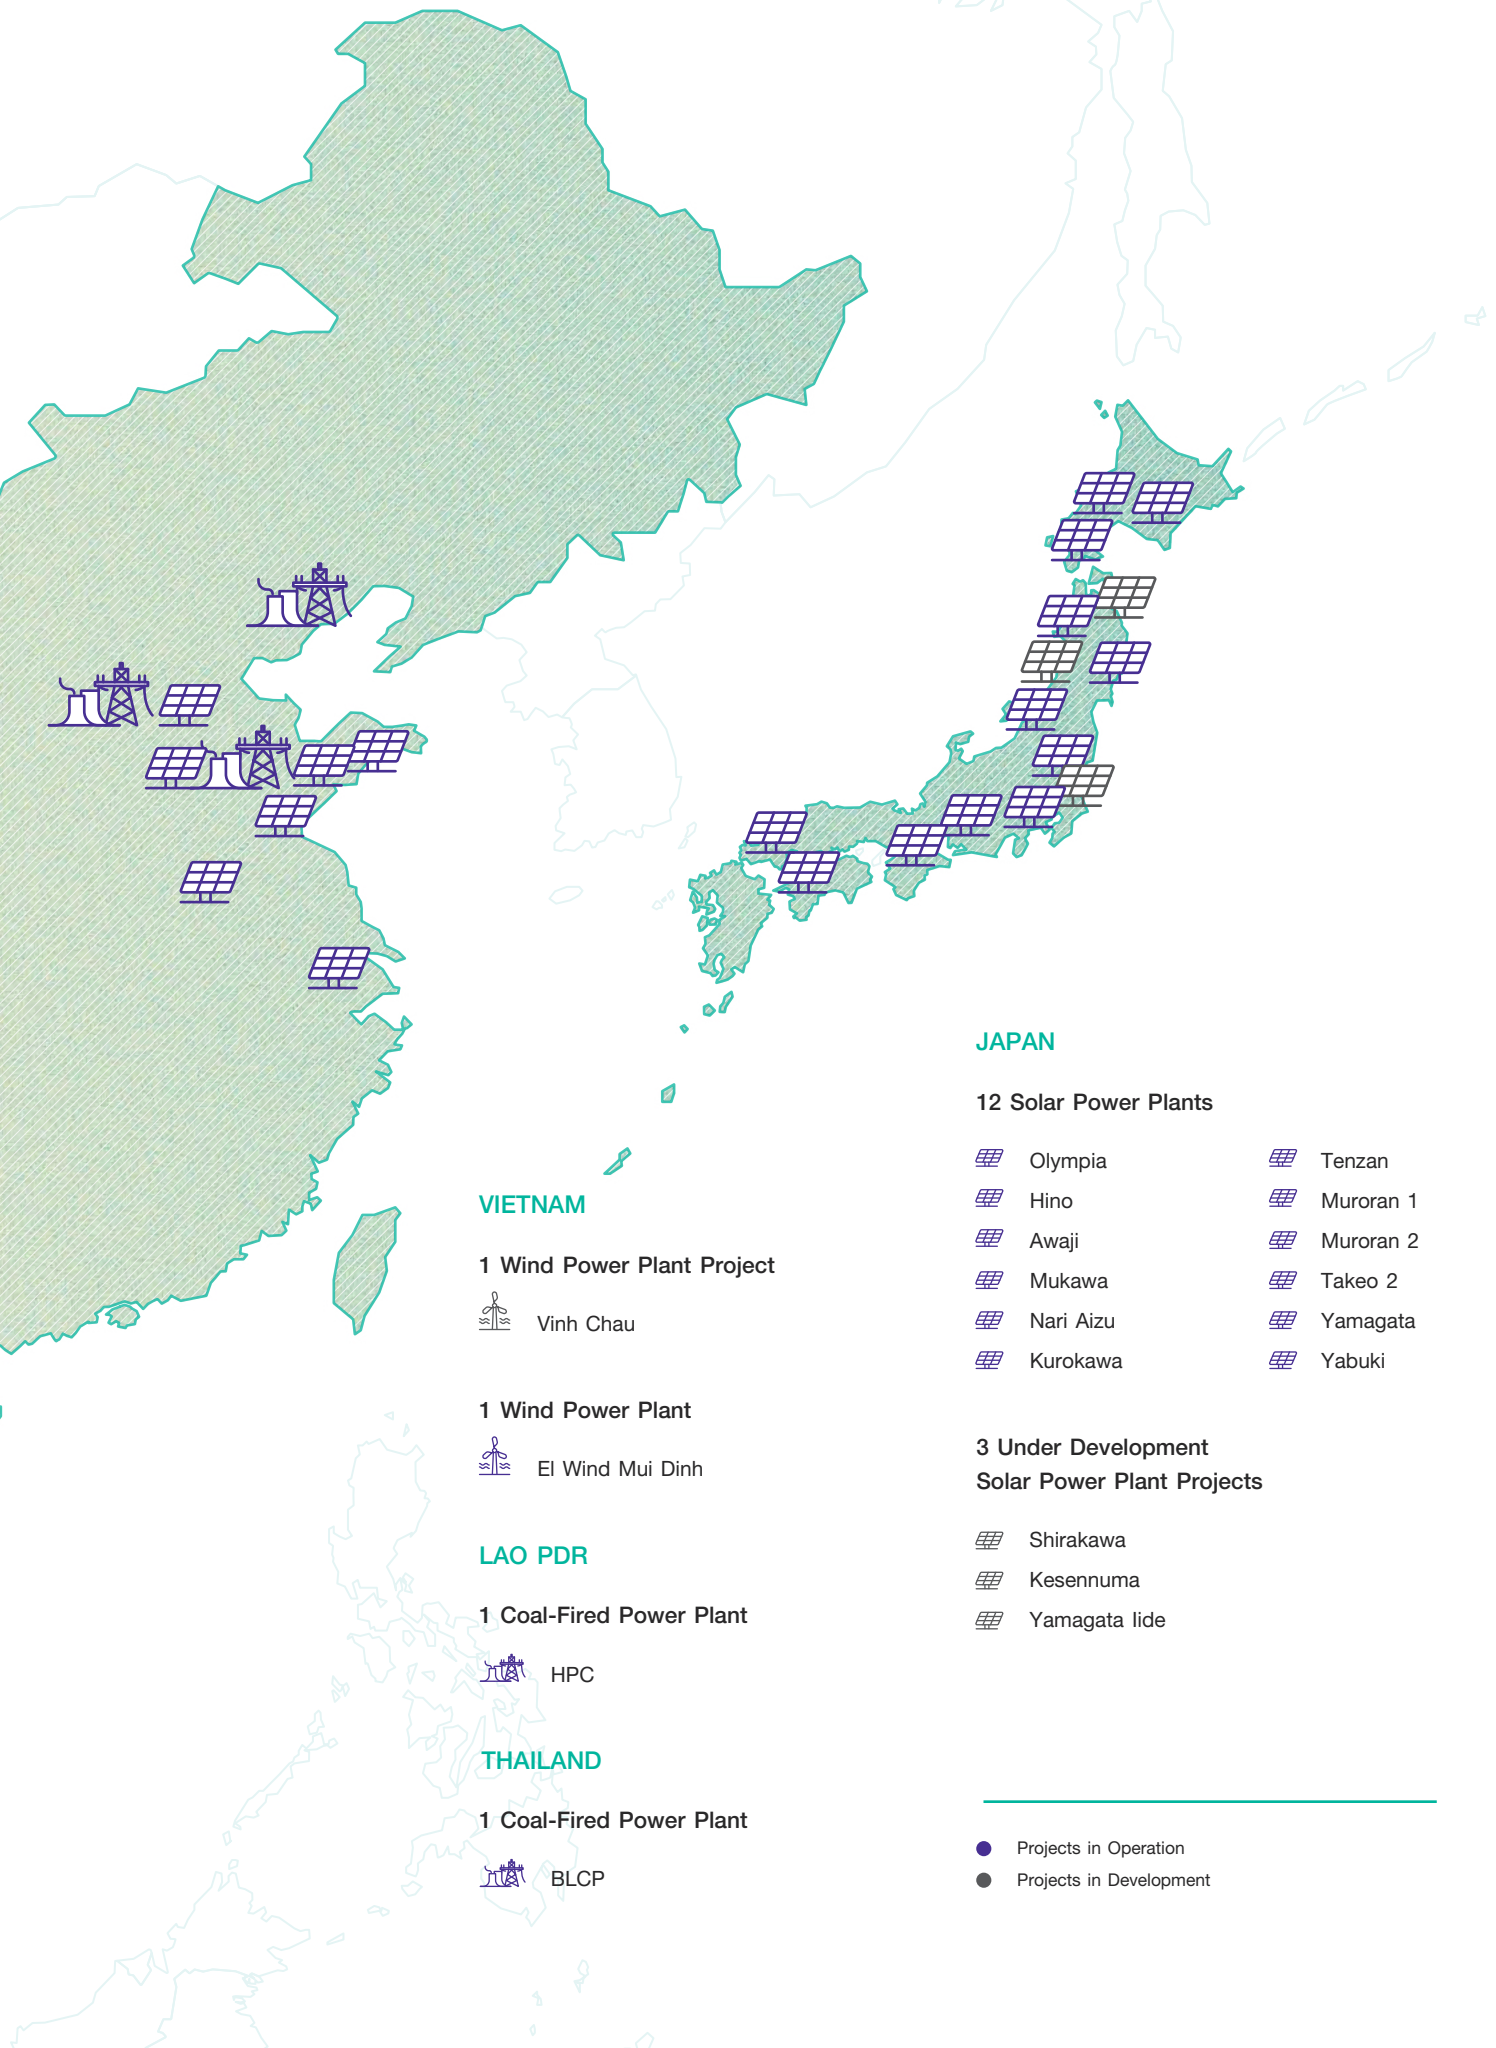 JAPAN
12 Solar Power Plants
Olympia
Hino
Awaji
Mukawa
Nari Aizu
Kurokawa
Tenzan
Muroran 1
Muroran 2
Takeo 2
Yamagata
Yabuki
3 Under Development
Solar Power Plant Projects
Shirakawa
Kesennuma
Yamagata Iide
VIETNAM
1 Wind Power Plant Project
Vinh Chau
1 Wind Power Plant
El Wind Mui Dinh
LAO PDR
1 Coal-Fired Power Plant
HPC
THAILAND
1 Coal-Fired Power Plant
BLCP
Projects in Operation
Projects in Development